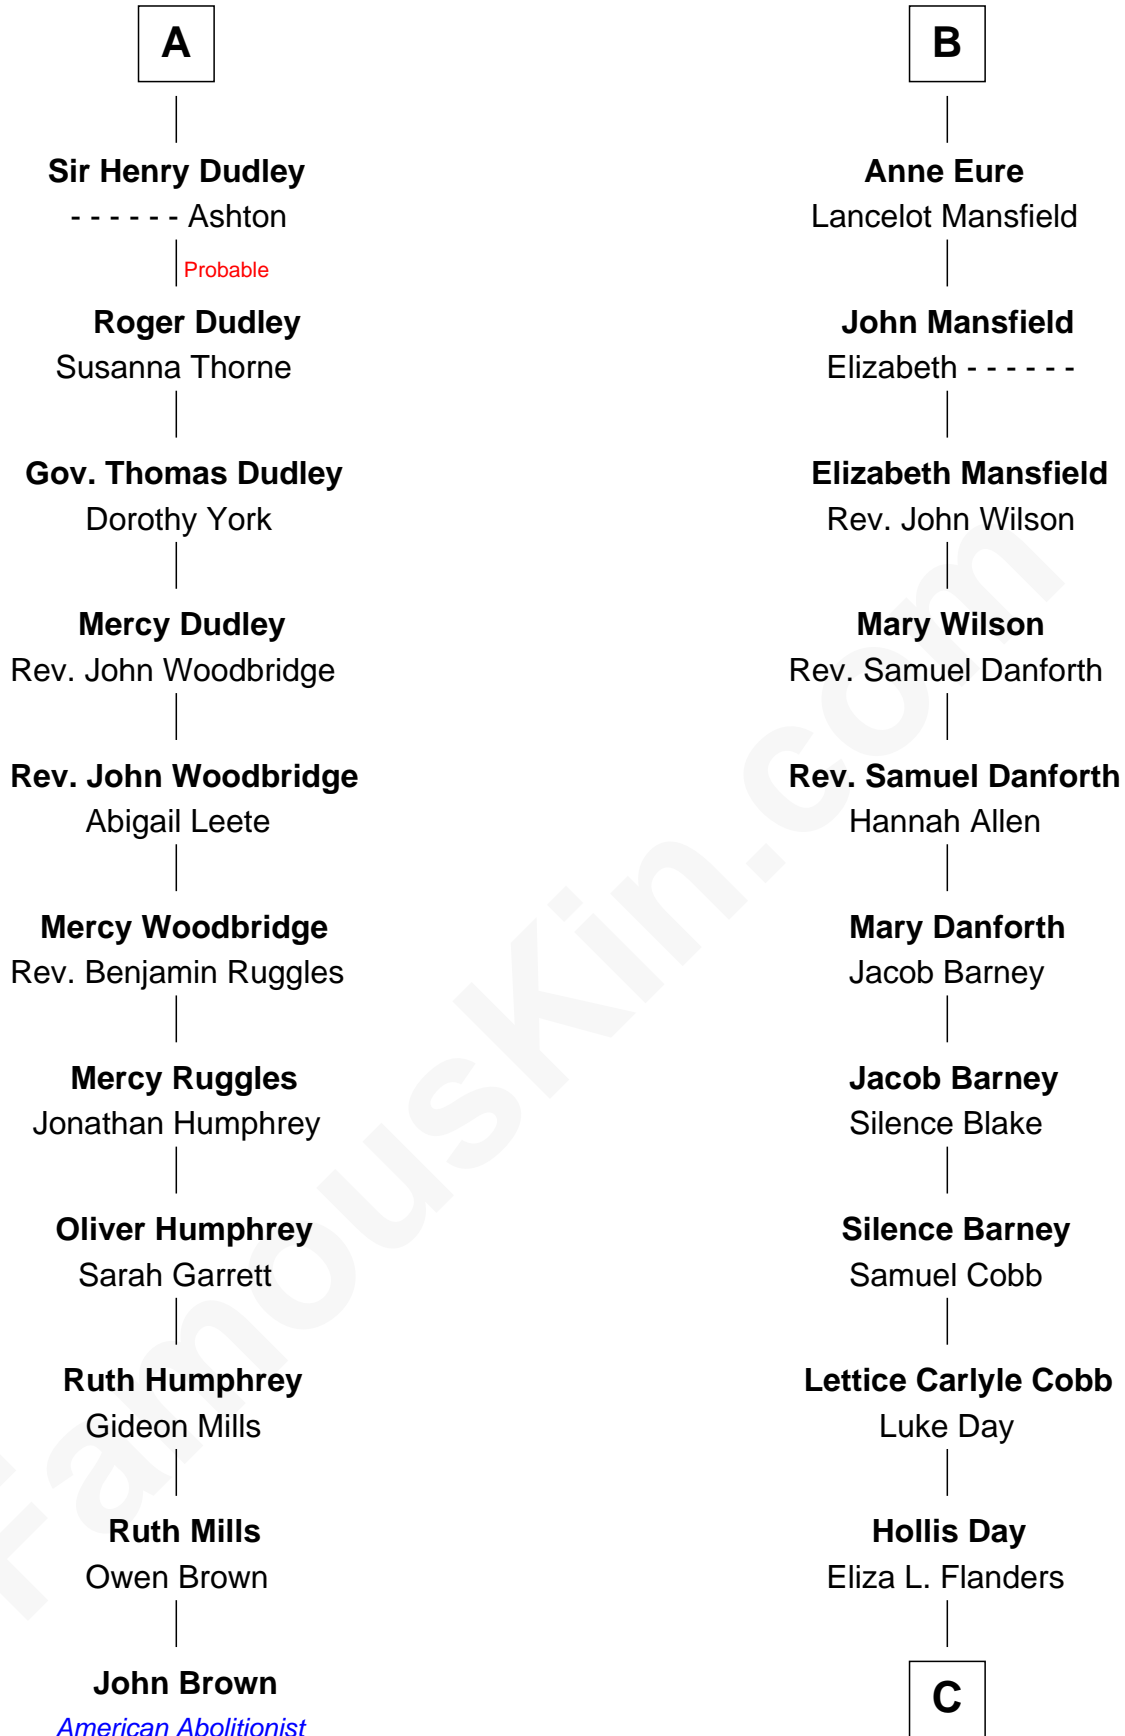 A
Sir Henry Dudley
- - - - - - Ashton
Probable
Roger Dudley
Susanna Thorne
Gov. Thomas Dudley
Dorothy York
Mercy Dudley
Rev. John Woodbridge
Rev. John Woodbridge
Abigail Leete
Mercy Woodbridge
Rev. Benjamin Ruggles
Mercy Ruggles
Jonathan Humphrey
Oliver Humphrey
Sarah Garrett
Ruth Humphrey
Gideon Mills
Ruth Mills
Owen Brown
John Brown
American Abolitionist
B
Anne Eure
Lancelot Mansfield
John Mansfield
Elizabeth - - - - - -
Elizabeth Mansfield
Rev. John Wilson
Mary Wilson
Rev. Samuel Danforth
Rev. Samuel Danforth
Hannah Allen
Mary Danforth
Jacob Barney
Jacob Barney
Silence Blake
Silence Barney
Samuel Cobb
Lettice Carlyle Cobb
Luke Day
Hollis Day
Eliza L. Flanders
C
FamousKin.com